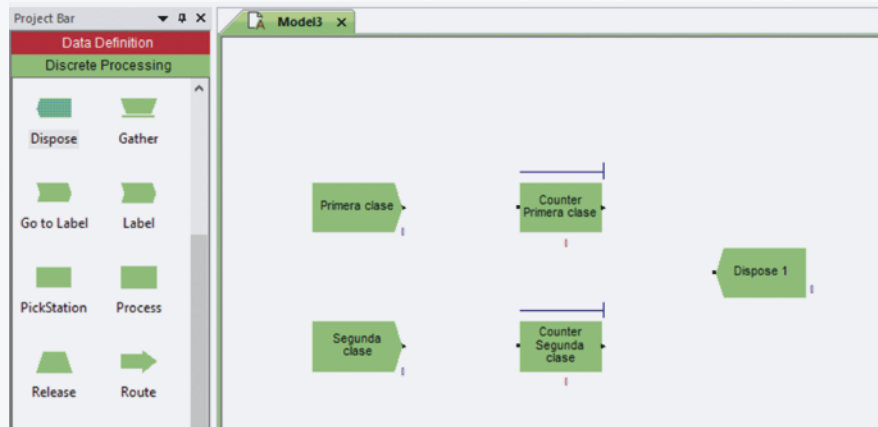 Project Bar
Model3
Data Definition
Discrete Processing
Dispose
Gather
Go to Label
Label
PickStation
Process
Release
Route
Primera clase
Counter
Primera clase
Dispose 1
Segunda
clase
Counter
Segunda
clase